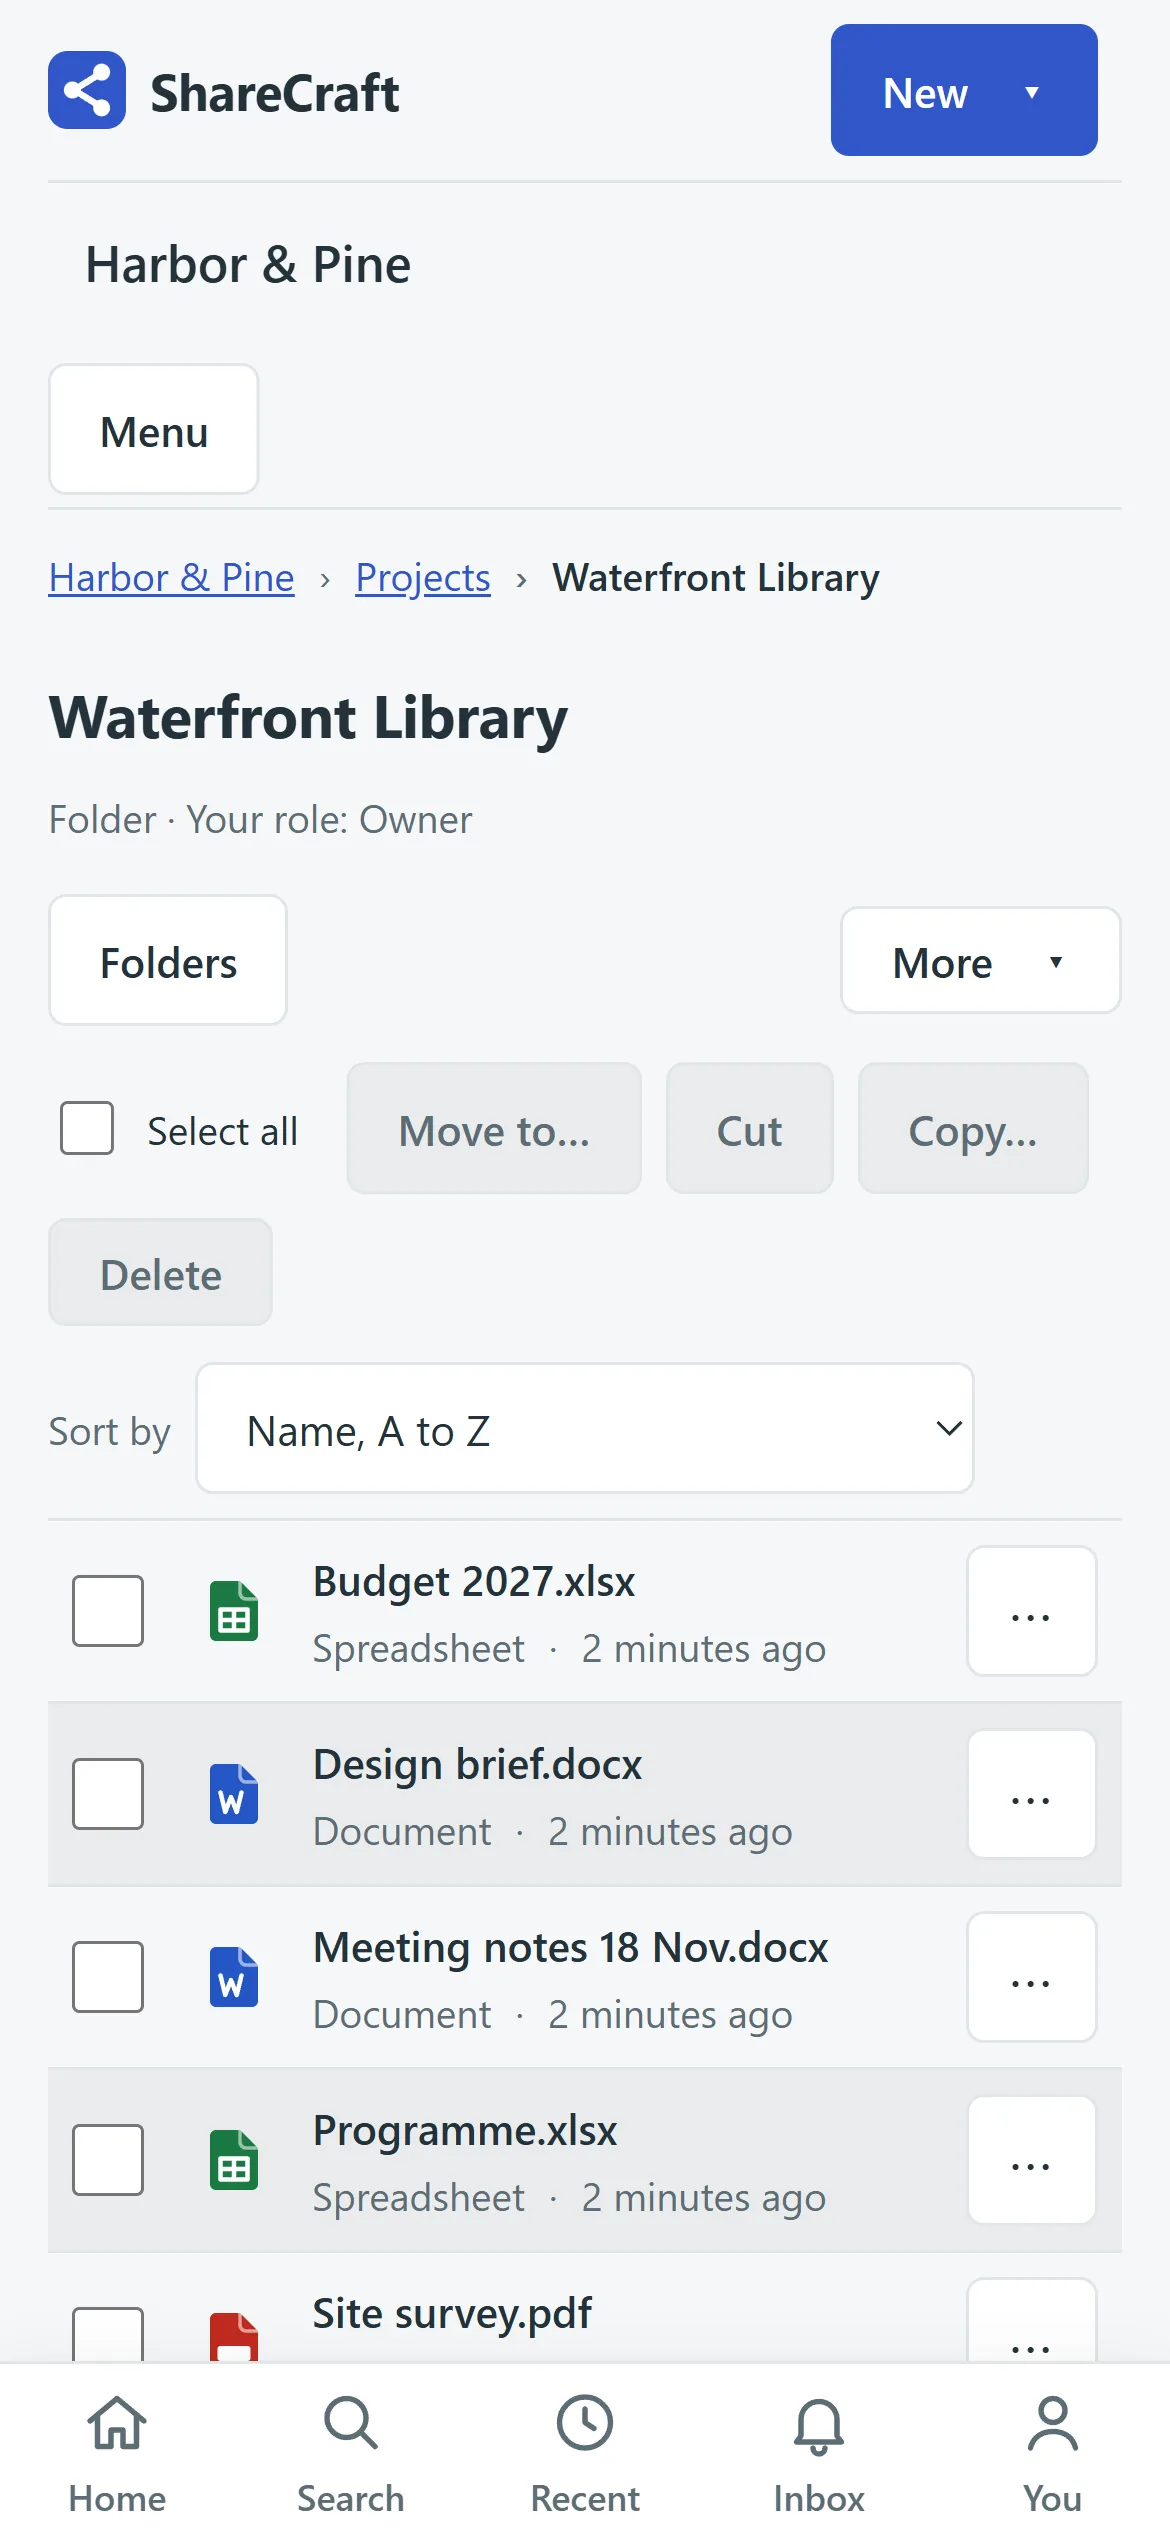 ShareCraft
New
Harbor & Pine
Menu
Harbor & Pine › Projects › Waterfront Library
Waterfront Library
Folder · Your role: Owner
Folders
More
Select all
Move to...
Cut
Copy...
Delete
Sort by
Name, A to Z
Budget 2027.xlsx
Spreadsheet · 2 minutes ago
...
Design brief.docx
Document · 2 minutes ago
...
Meeting notes 18 Nov.docx
Document · 2 minutes ago
...
Programme.xlsx
Spreadsheet · 2 minutes ago
...
Site survey.pdf
...
Home
Search
Recent
Inbox
You